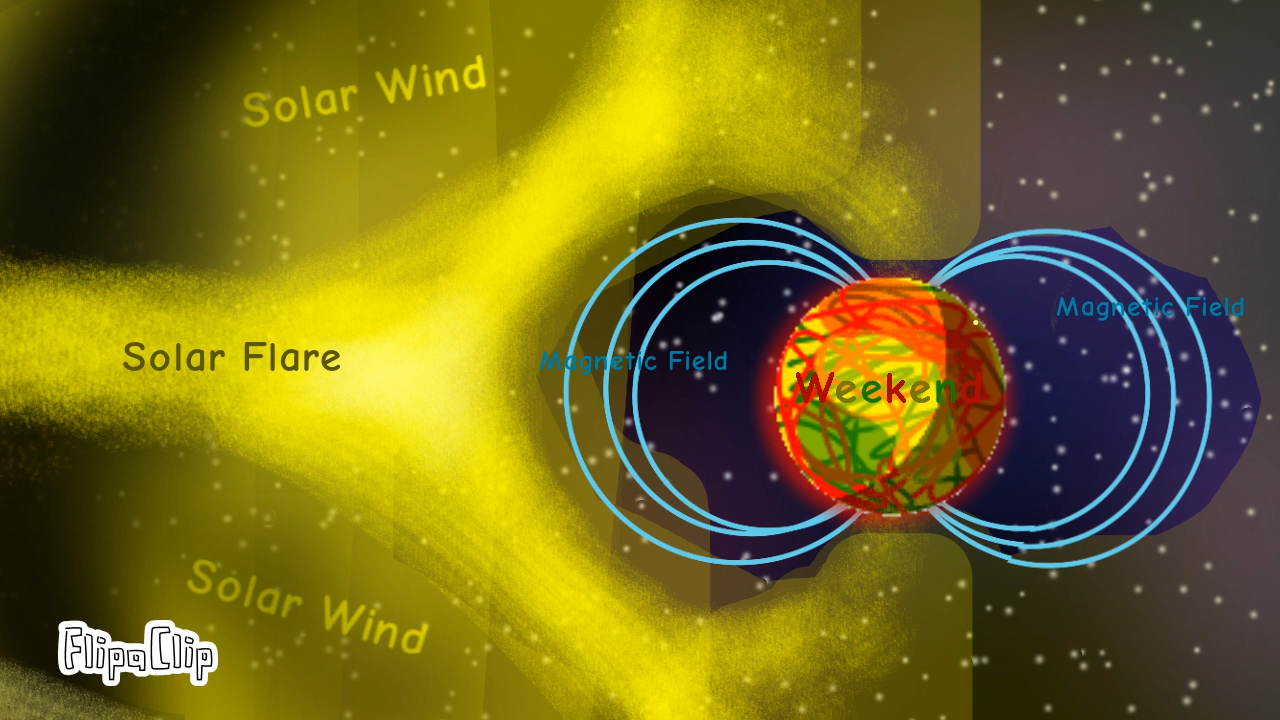 Solar Wind
Solar Flare
Magnetic Field
Weekend
Magnetic Field
Solar Wind
FlipaClip